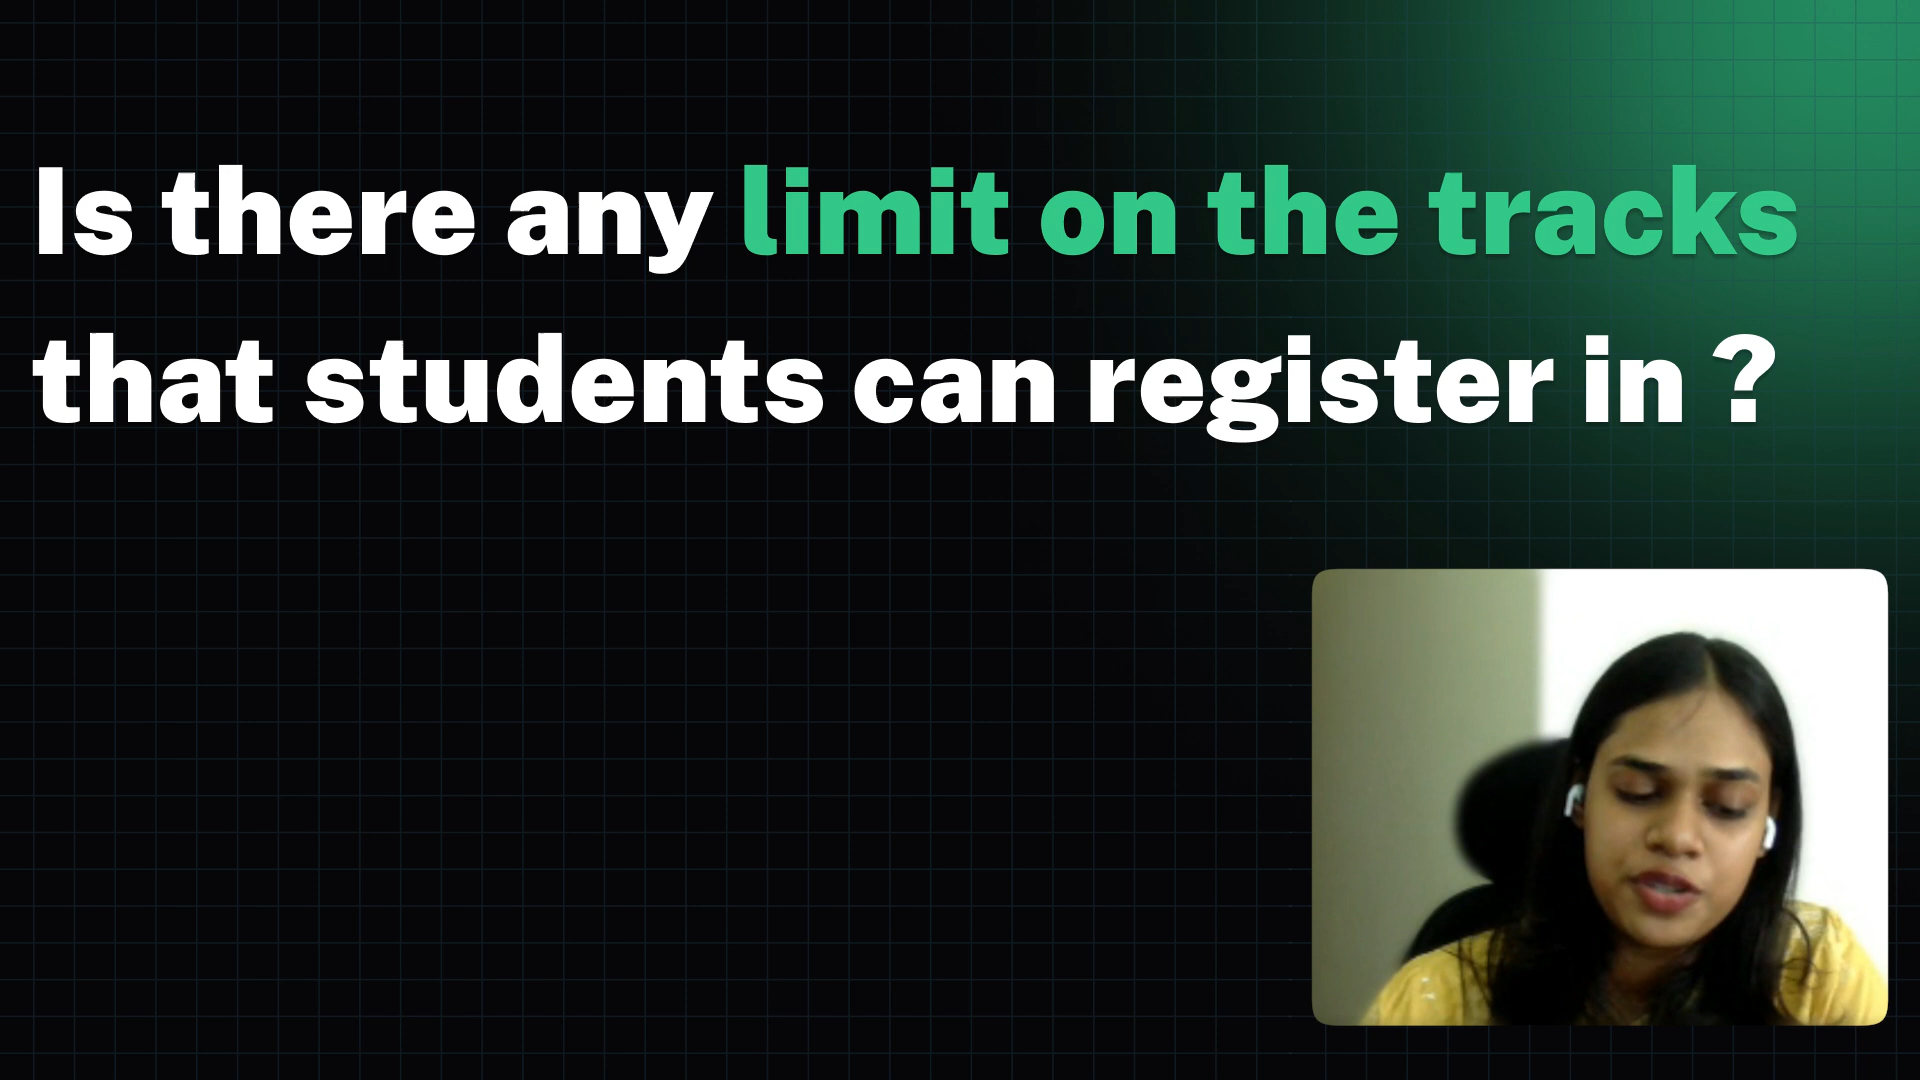 Is there any limit on the tracks
that students can register in ?